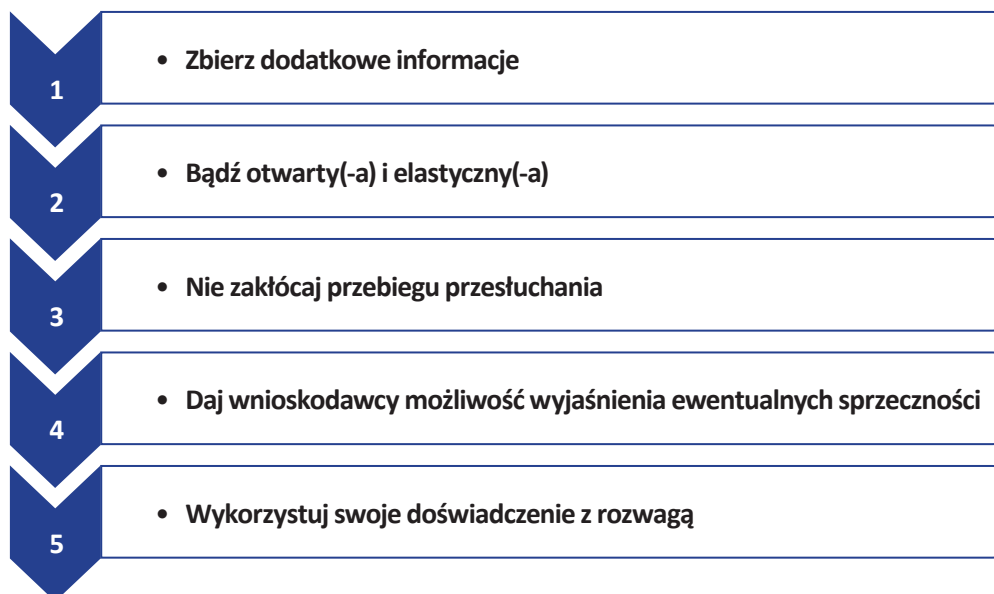 1
• Zbierz dodatkowe informacje
2
• Bądź otwarty(-a) i elastyczny(-a)
3
• Nie zakłócaj przebiegu przesłuchania
4
• Daj wnioskodawcy możliwość wyjaśnienia ewentualnych sprzeczności
5
• Wykorzystuj swoje doświadczenie z rozwagą